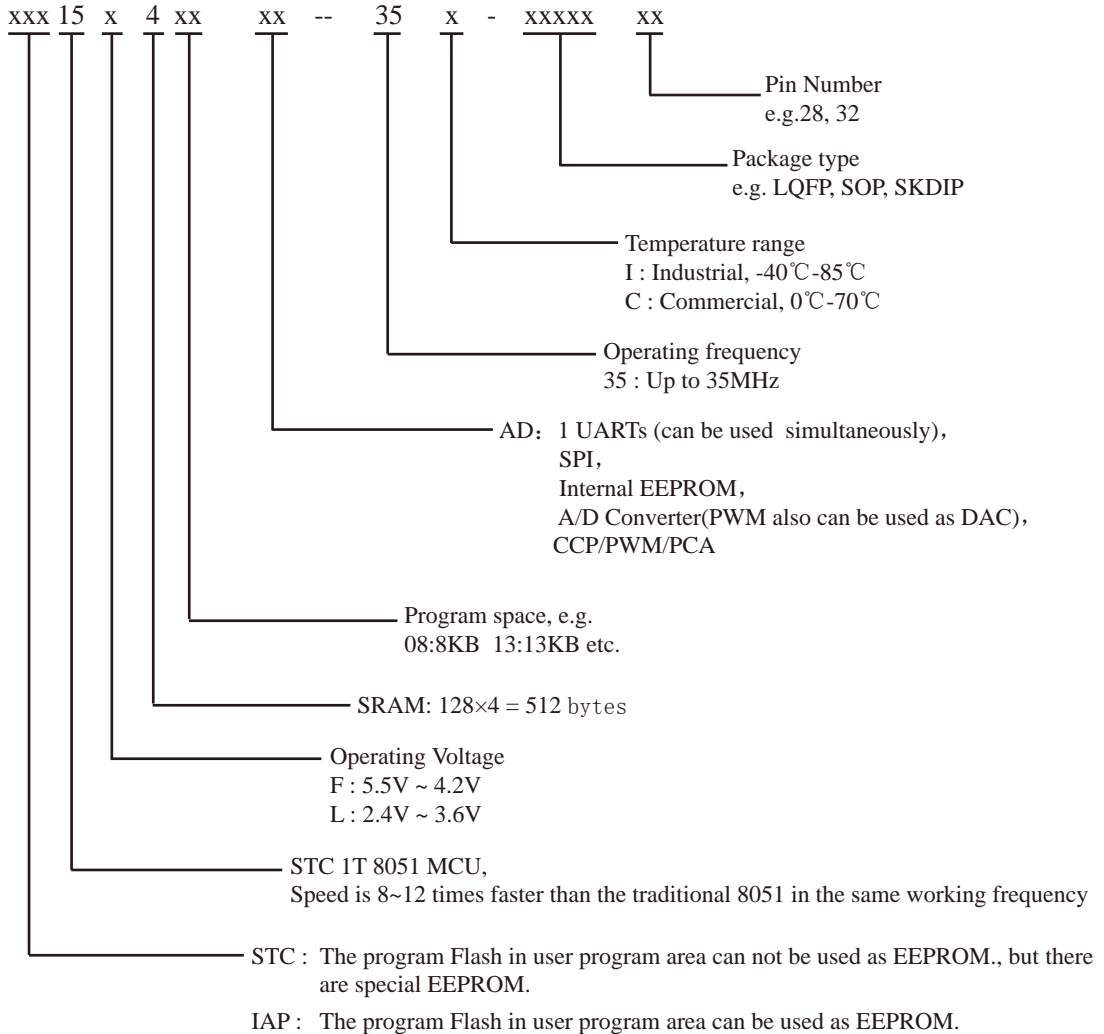 xxx 15 x 4 xx xx -- 35 x - xxxxx xx
Pin Number
e.g.28, 32
Package type
e.g. LQFP, SOP, SKDIP
Temperature range
I : Industrial, -40℃-85℃
C : Commercial, 0℃-70℃
Operating frequency
35 : Up to 35MHz
AD： 1 UARTs (can be used simultaneously)，
SPI，
Internal EEPROM，
A/D Converter(PWM also can be used as DAC)，
CCP/PWM/PCA
Program space, e.g.
08:8KB 13:13KB etc.
SRAM: 128×4 = 512 bytes
Operating Voltage
F : 5.5V ~ 4.2V
L : 2.4V ~ 3.6V
STC 1T 8051 MCU,
Speed is 8~12 times faster than the traditional 8051 in the same working frequency
STC : The program Flash in user program area can not be used as EEPROM., but there
are special EEPROM.
IAP : The program Flash in user program area can be used as EEPROM.